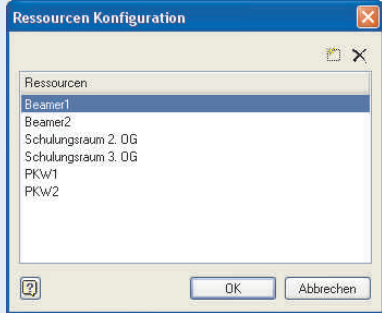 Ressourcen Konfiguration
Ressourcen
Beamer1
Beamer2
Schulungsraum 2. OG
Schulungsraum 3. OG
PKW1
PKW2
OK
Abbrechen